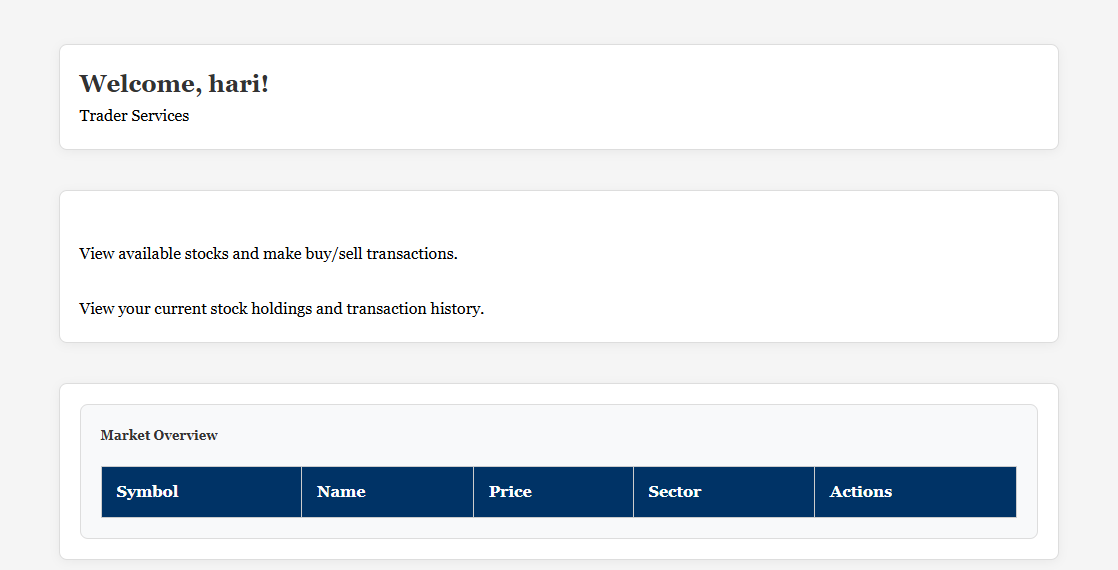 Welcome, hari!
Trader Services
View available stocks and make buy/sell transactions.
View your current stock holdings and transaction history.
Market Overview
Symbol Name Price Sector Actions